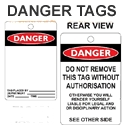 DANGER TAGS
REAR VIEW
DANGER
DANGER
DO NOT REMOVE
THIS TAG WITHOUT
AUTHORISATION
OTHERWISE YOU WILL
RENDER YOURSELF
LIABLE FOR LEGAL AND
OR DISCIPLINARY ACTION
SEE OTHER SIDE